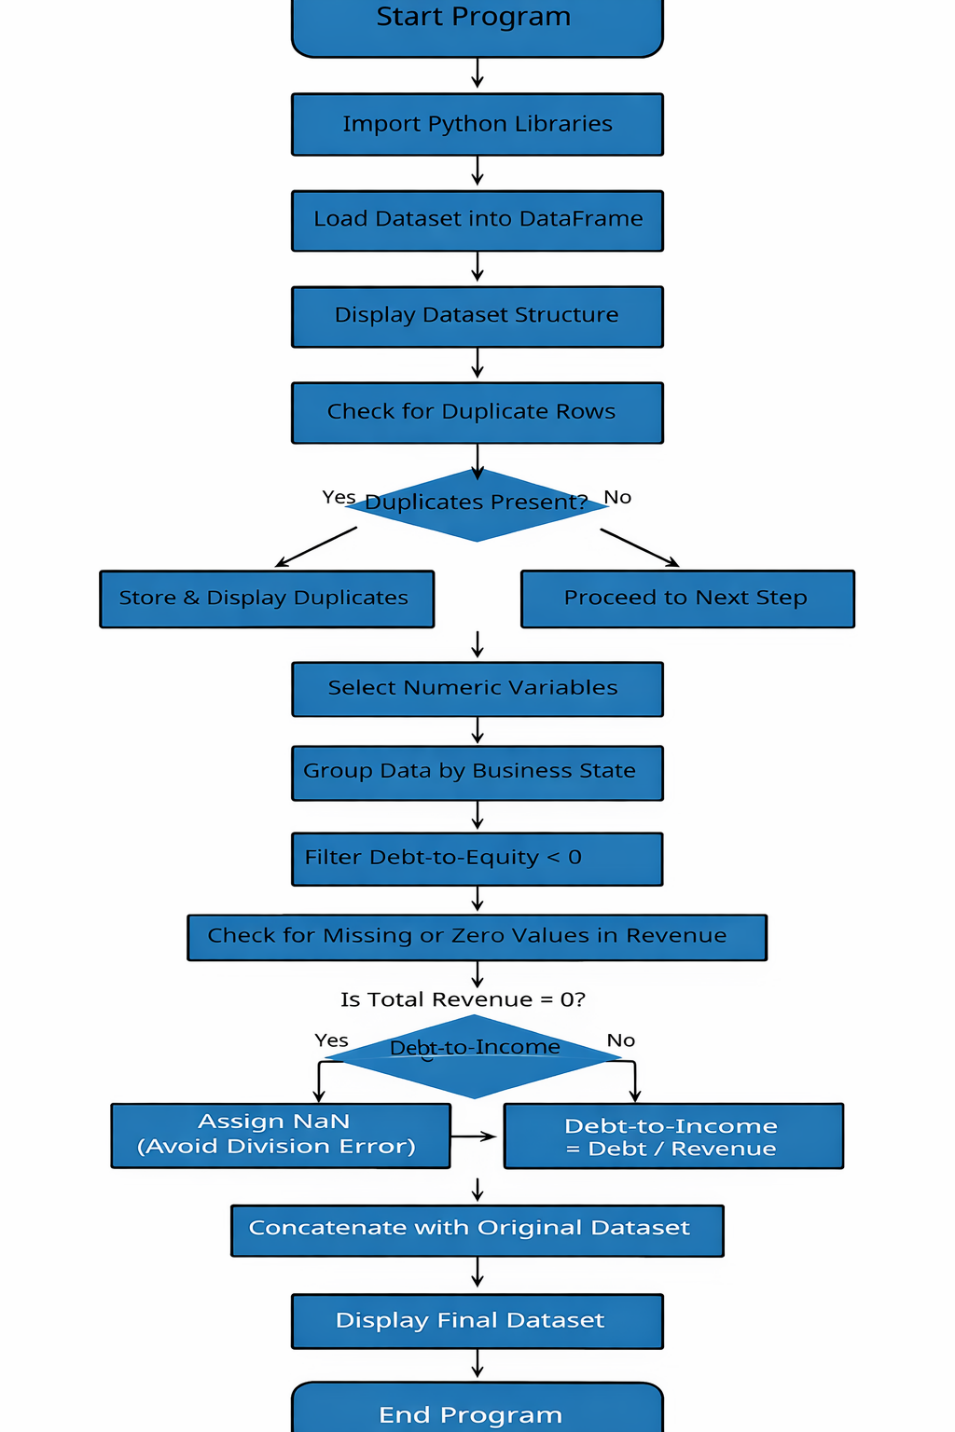 Start Program
Import Python Libraries
Load Dataset into DataFrame
Display Dataset Structure
Check for Duplicate Rows
Yes
Duplicates Present?
No
Store & Display Duplicates
Proceed to Next Step
Select Numeric Variables
Group Data by Business State
Filter Debt-to-Equity < 0
Check for Missing or Zero Values in Revenue
Is Total Revenue = 0?
Yes
Debt-to-Income
No
Assign NaN
(Avoid Division Error)
Debt-to-Income
= Debt / Revenue
Concatenate with Original Dataset
Display Final Dataset
End Program